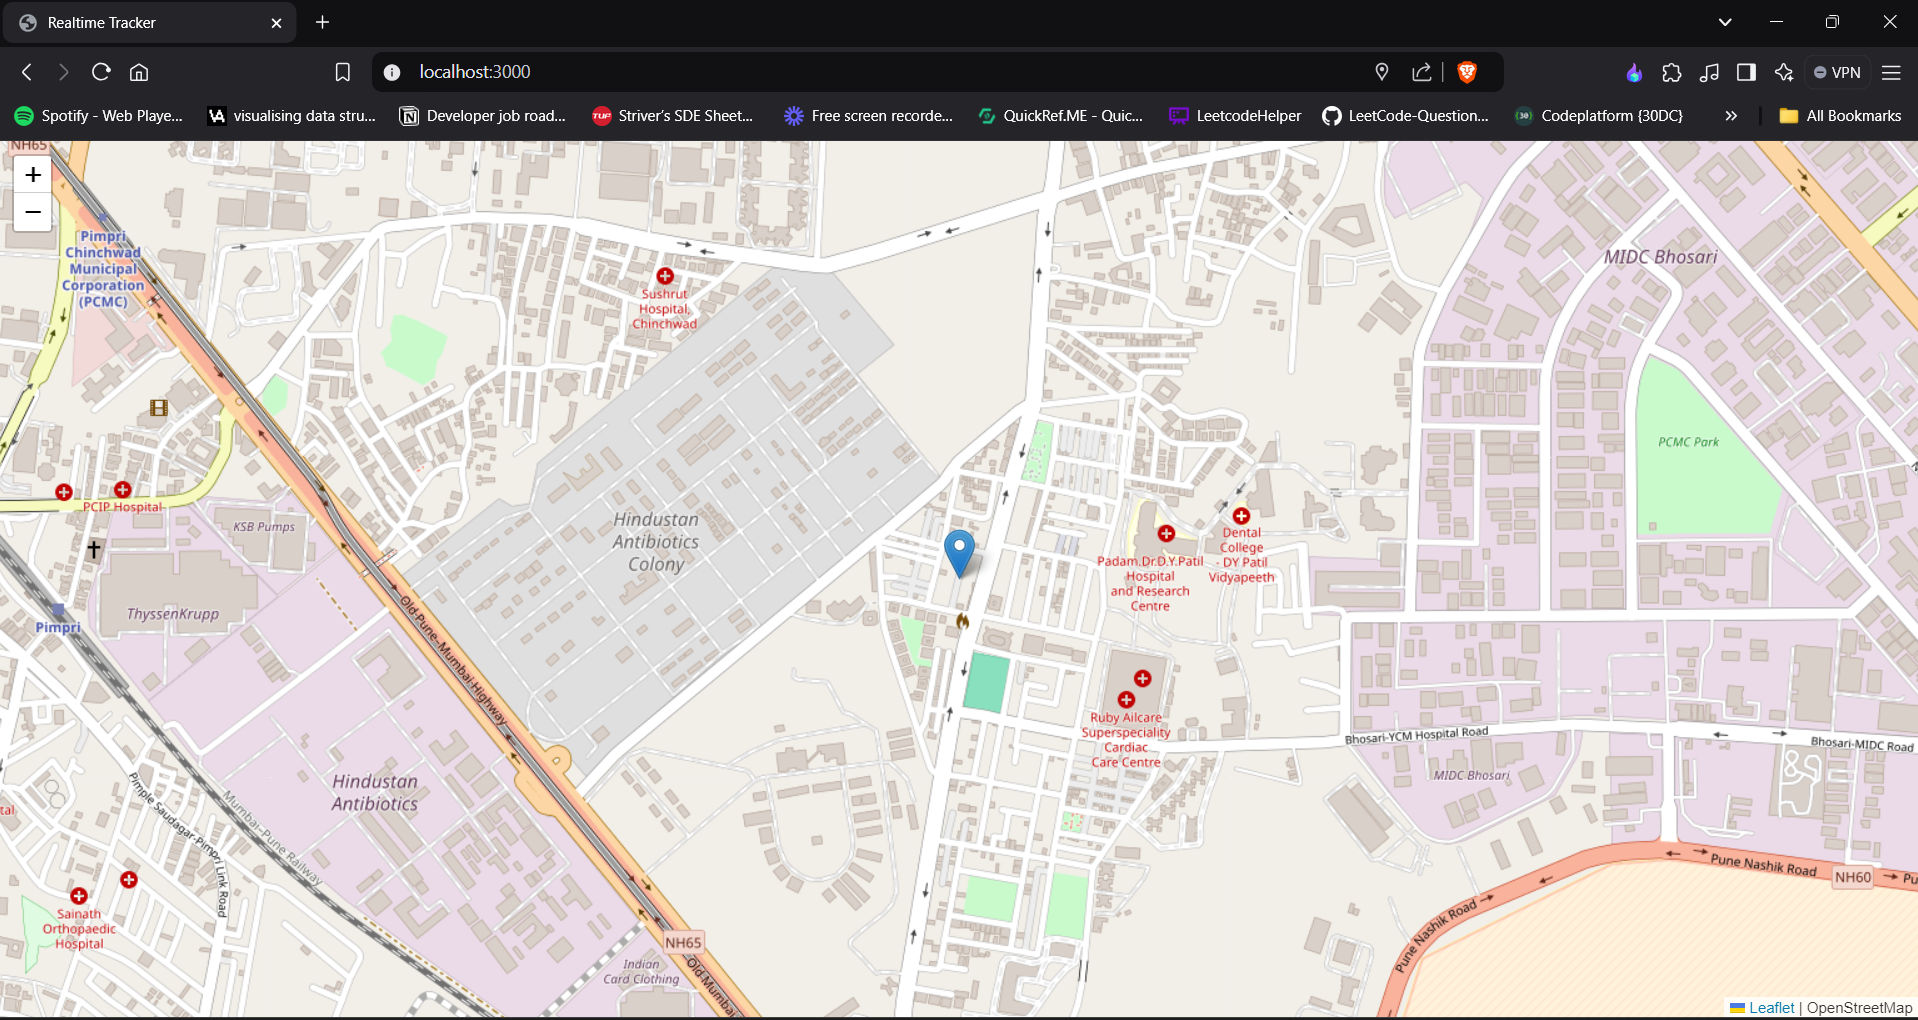 Realtime Tracker
localhost:3000
VPN
Spotify - Web Playe...
visualising data stru...
Developer job road...
Striver's SDE Sheet...
Free screen recorde...
QuickRef.ME - Quic...
LeetcodeHelper
LeetCode-Question...
Codeplatform {30DC}
»
All Bookmarks
NH65
+
−
Pimpri
Chinchwad
Municipal
Corporation
(PCMC)
MIDC Bhosari
Sushrut
Hospital,
Chinchwad
PCMC Park
PCIP Hospital
KSB Pumps
Hindustan
Antibiotics
Colony
Padam.Dr.D.Y.Patil
Hospital
and Research
Centre
Dental
College
- DY Patil
Vidyapeeth
ThyssenKrupp
Pimpri
Old-Pune-Mumbai-Highway
Ruby Ailcare
Superspeciality
Cardiac
Care Centre
Bhosari-YCM Hospital Road
Bhosari-MIDC Road
MIDC Bhosari
Hindustan
Antibiotics
Pimple Saudagar-Pimpri Link Road
Mumbai-Pune Railway
tal
Pune Nashik Road
NH60
Pu
Sainath
Orthopaedic
Hospital
Pune Nashik Road
NH65
Indian
Card Clothing
Old-Mumbai
Leaflet | OpenStreetMap